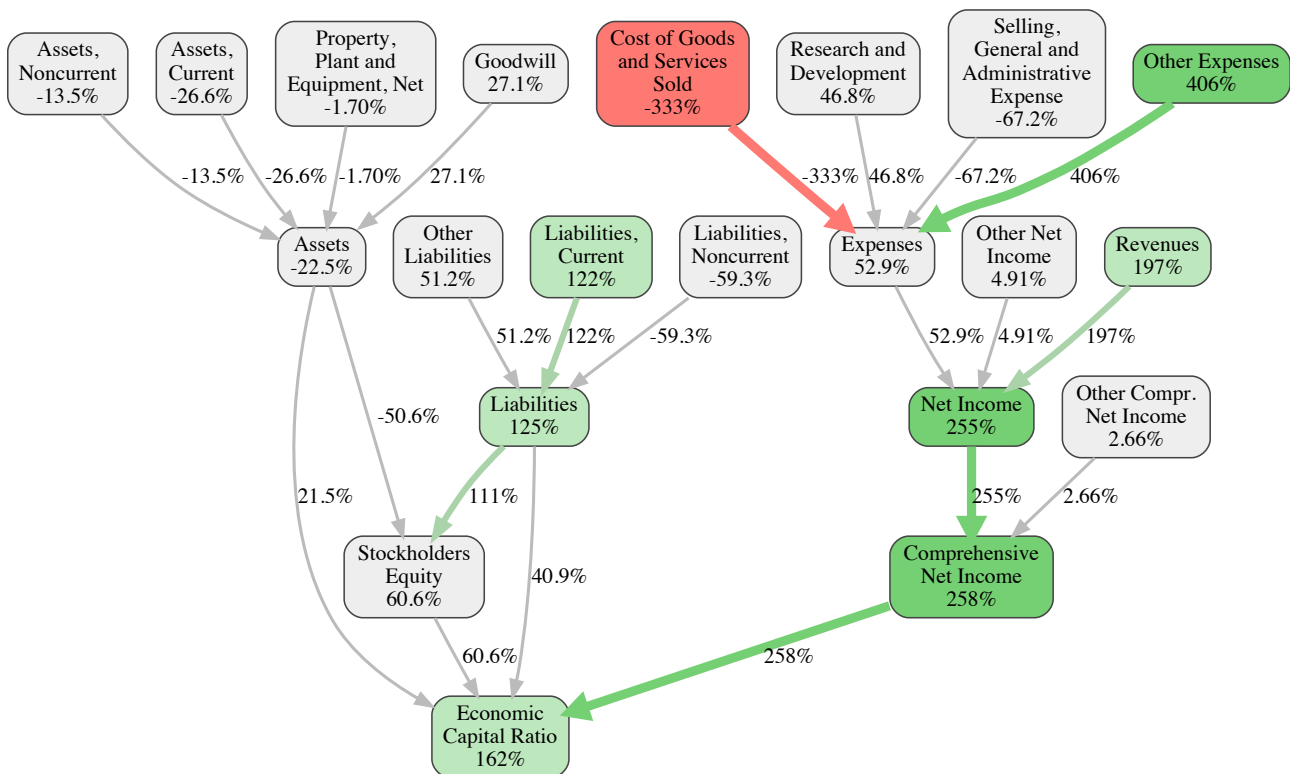 Assets,
Noncurrent
-13.5%
Assets,
Current
-26.6%
Property,
Plant and
Equipment, Net
-1.70%
Goodwill
27.1%
Cost of Goods
and Services
Sold
-333%
Research and
Development
46.8%
Selling,
General and
Administrative
Expense
-67.2%
Other Expenses
406%
-13.5%
-26.6%
-1.70%
27.1%
-333%
46.8%
-67.2%
406%
Assets
-22.5%
Other
Liabilities
51.2%
Liabilities,
Current
122%
Liabilities,
Noncurrent
-59.3%
Expenses
52.9%
Other Net
Income
4.91%
Revenues
197%
51.2%
122%
-59.3%
52.9%
4.91%
197%
-50.6%
Liabilities
125%
Net Income
255%
Other Compr.
Net Income
2.66%
21.5%
111%
255%
2.66%
Stockholders
Equity
60.6%
40.9%
Comprehensive
Net Income
258%
60.6%
258%
Economic
Capital Ratio
162%